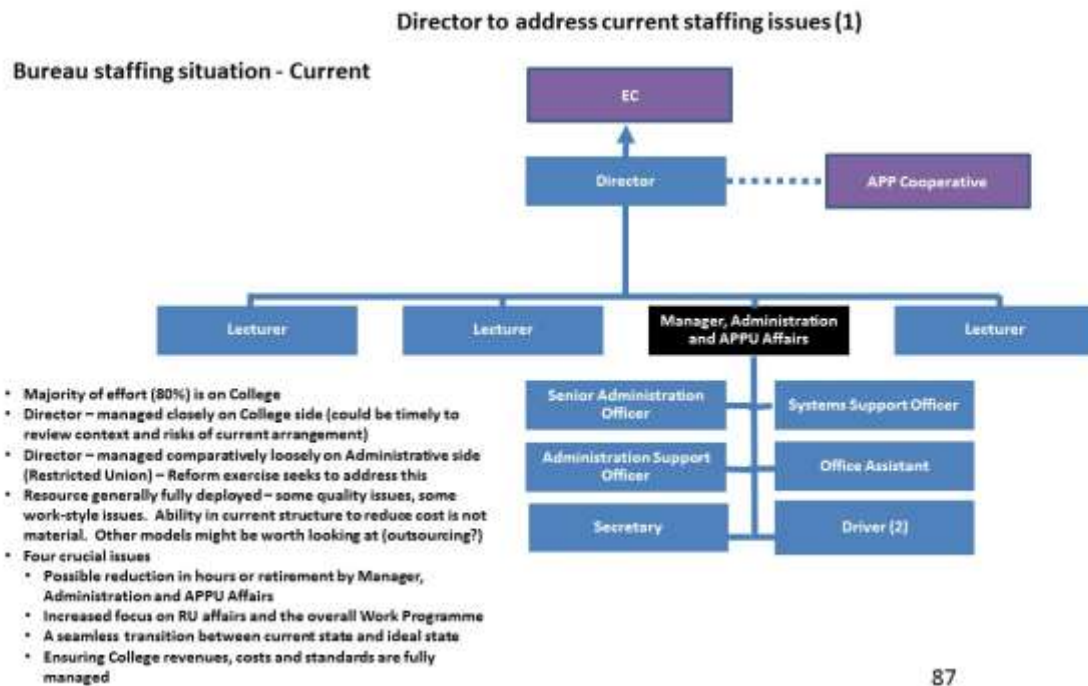 Director to address current staffing issues (1)
Bureau staffing situation - Current
EC
Director
APP Cooperative
Lecturer
Lecturer
Manager, Administration
and APPU Affairs
Lecturer
Senior Administration
Officer
Systems Support Officer
Administration Support
Officer
Office Assistant
Secretary
Driver (2)
• Majority of effort (80%) is on College
• Director – managed closely on College side (could be timely to
review context and risks of current arrangement)
• Director – managed comparatively loosely on Administrative side
(Restricted Union) – Reform exercise seeks to address this
• Resource generally fully deployed – some quality issues, some
work-style issues. Ability in current structure to reduce cost is not
material. Other models might be worth looking at (outsourcing?)
• Four crucial issues
• Possible reduction in hours or retirement by Manager,
Administration and APPU Affairs
• Increased focus on RU affairs and the overall Work Programme
• A seamless transition between current state and ideal state
• Ensuring College revenues, costs and standards are fully
managed
87